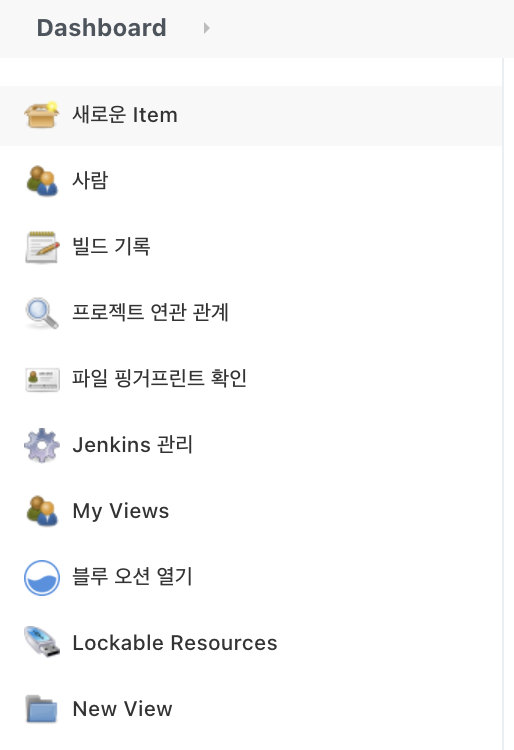 Dashboard
새로운 Item
사람
빌드 기록
프로젝트 연관 관계
파일 핑거프린트 확인
Jenkins 관리
My Views
블루 오션 열기
Lockable Resources
New View